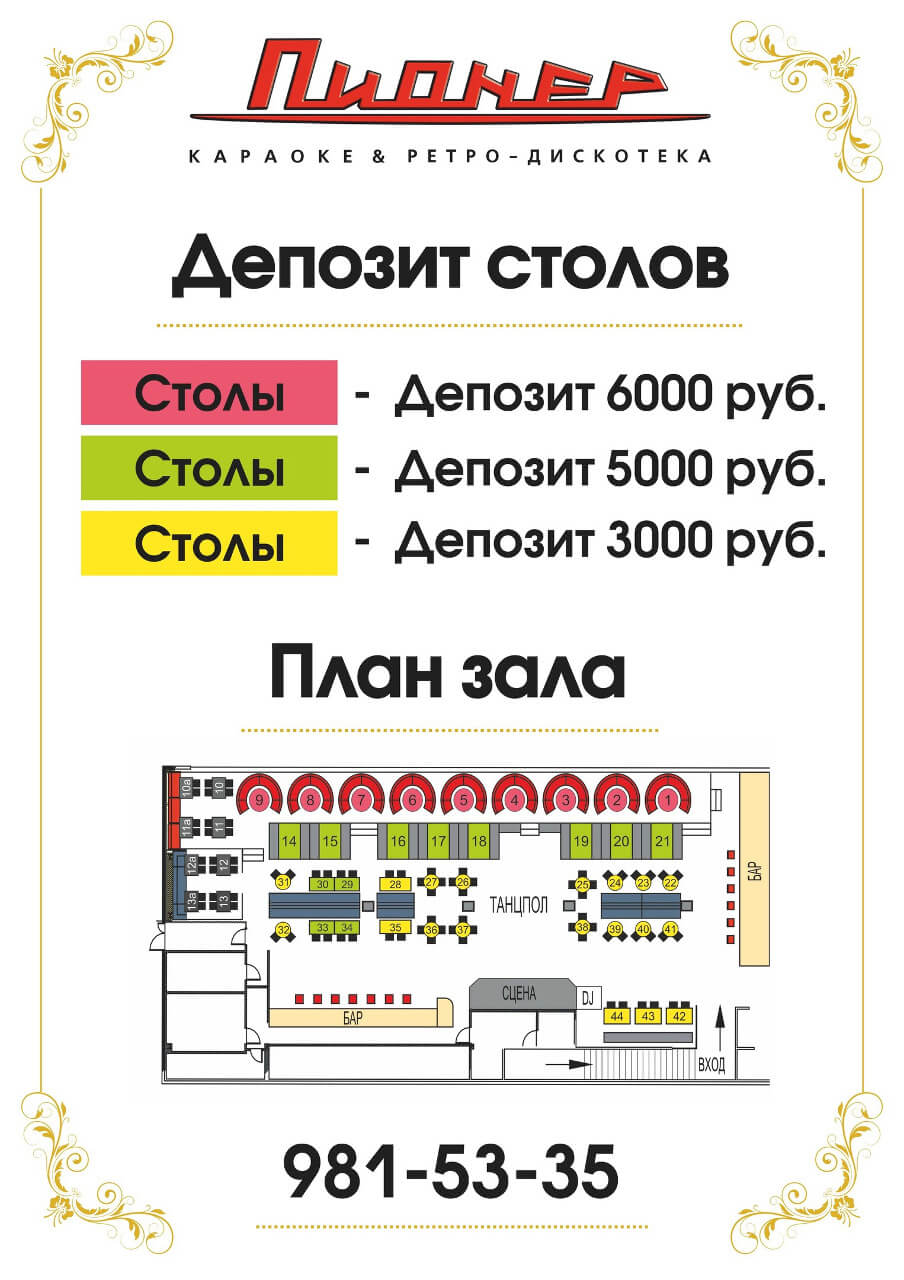 Пионер
КАРАОКЕ & РЕТРО-ДИСКОТЕКА
Депозит столов
Столы - Депозит 6000 руб.
Столы - Депозит 5000 руб.
Столы - Депозит 3000 руб.
План зала
10а 10 9 8 7 6 5 4 3 2 1
11а 11
14 15 16 17 18 19 20 21
12а 12
БАР
31 30 29 28 27 26 25 24 23 22
13а 13
ТАНЦПОЛ
32 33 34 35 36 37 38 39 40 41
СЦЕНА
DJ
БАР
44 43 42
ВХОД
981-53-35